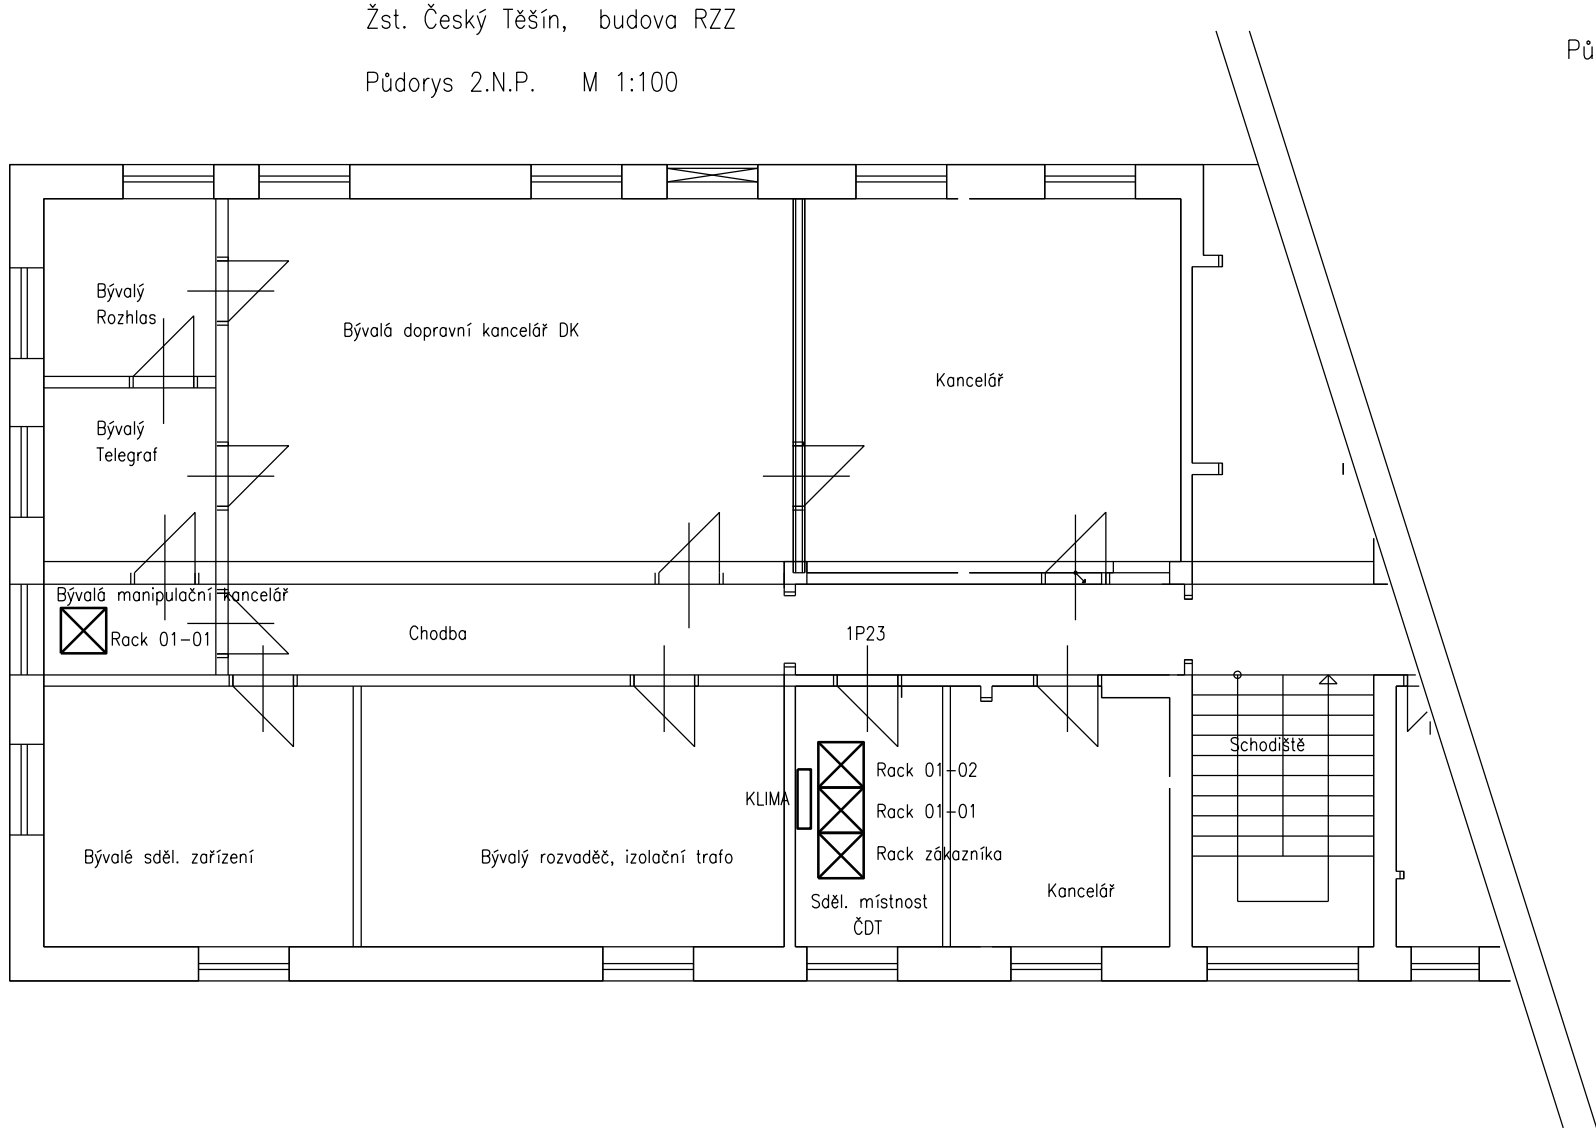 Žst. Český Těšín, budova RZZ
Pů
Půdorys 2.N.P. M 1:100
Bývalý
Rozhlas
Bývalá dopravní kancelář DK
Kancelář
Bývalý
Telegraf
Bývalá manipulační kancelář
Rack 01-01
Chodba
1P23
Schodiště
KLIMA
Rack 01-02
Rack 01-01
Rack zákazníka
Bývalé sděl. zařízení
Bývalý rozvaděč, izolační trafo
Sděl. místnost
ČDT
Kancelář